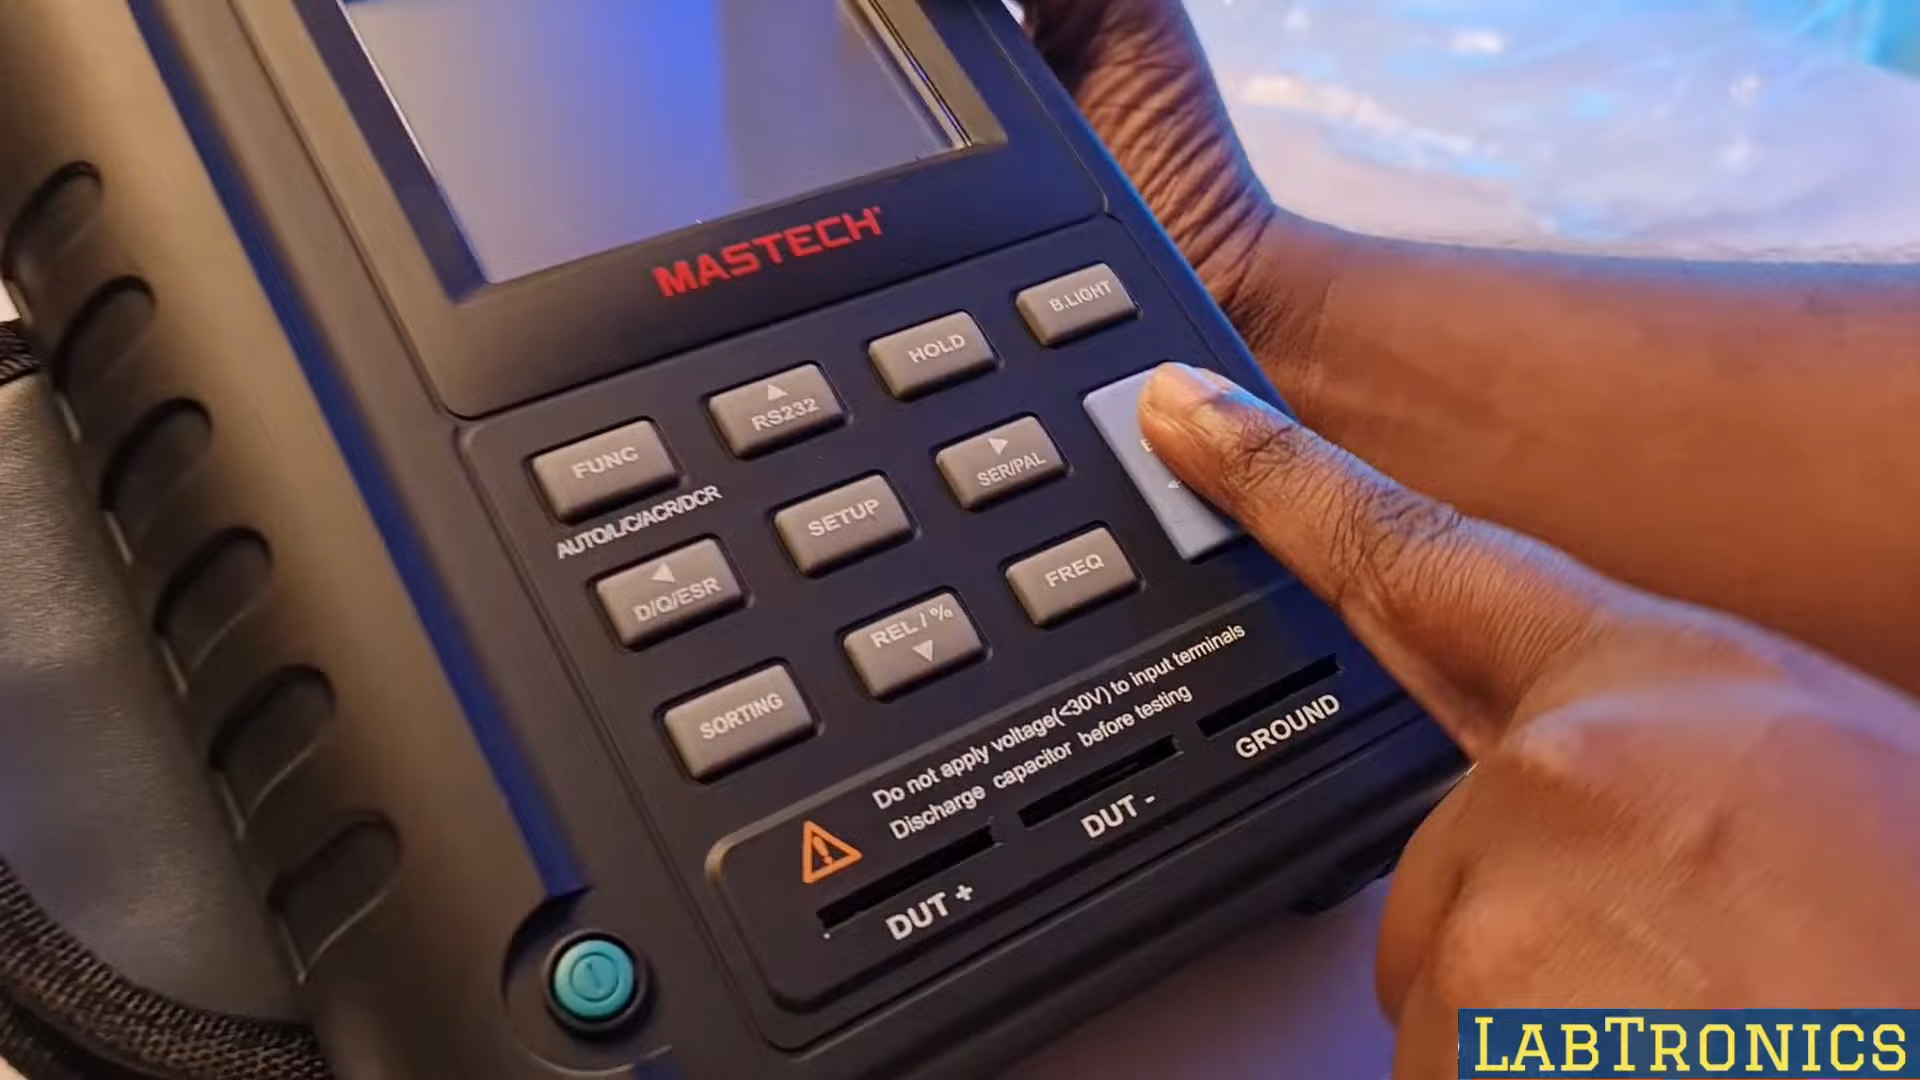 MASTECH
B.LIGHT
HOLD
RS232
FUNC
AUTO/L/C/ACR/DCR
SER/PAL
SETUP
D/Q/ESR
FREQ
REL / %
SORTING
Do not apply voltage(<30V) to input terminals
Discharge capacitor before testing
GROUND
DUT -
DUT +
LABTRONICS